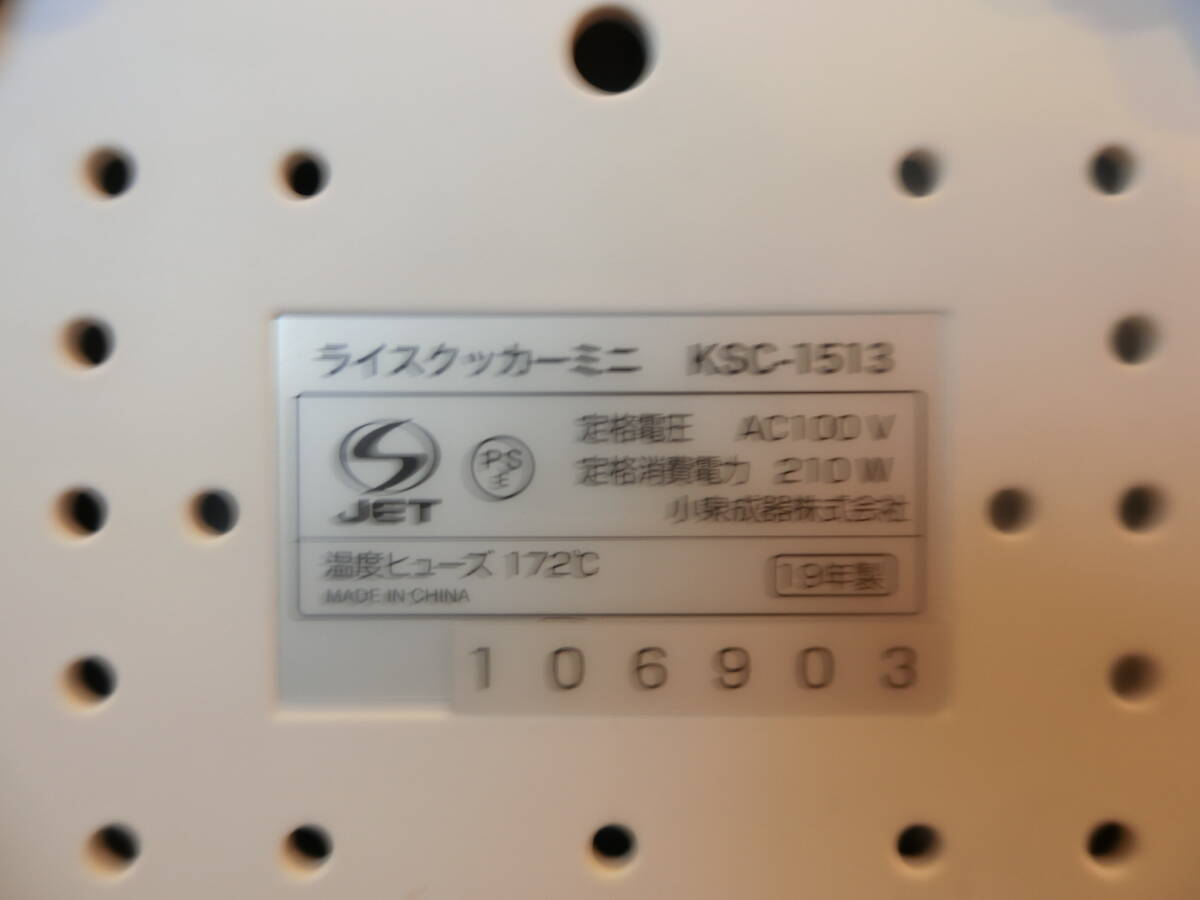 ライスクッカーミニ KSC-1513
JET
PS
E
定格電圧 AC100V
定格消費電力 210W
小泉成器株式会社
温度ヒューズ 172℃
MADE IN CHINA
19年製
106903